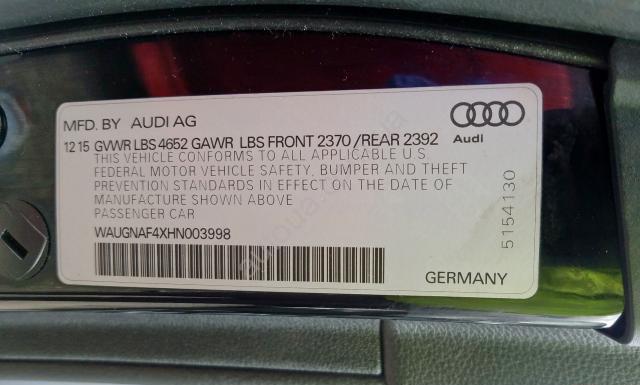 MFD. BY AUDI AG
Audi
12 15 GVWR LBS 4652 GAWR LBS FRONT 2370 /REAR 2392
THIS VEHICLE CONFORMS TO ALL APPLICABLE U S
FEDERAL MOTOR VEHICLE SAFETY, BUMPER AND THEFT
PREVENTION STANDARDS IN EFFECT ON THE DATE OF
MANUFACTURE SHOWN ABOVE
PASSENGER CAR
WAUGNAF4XHN003998
5154130
GERMANY